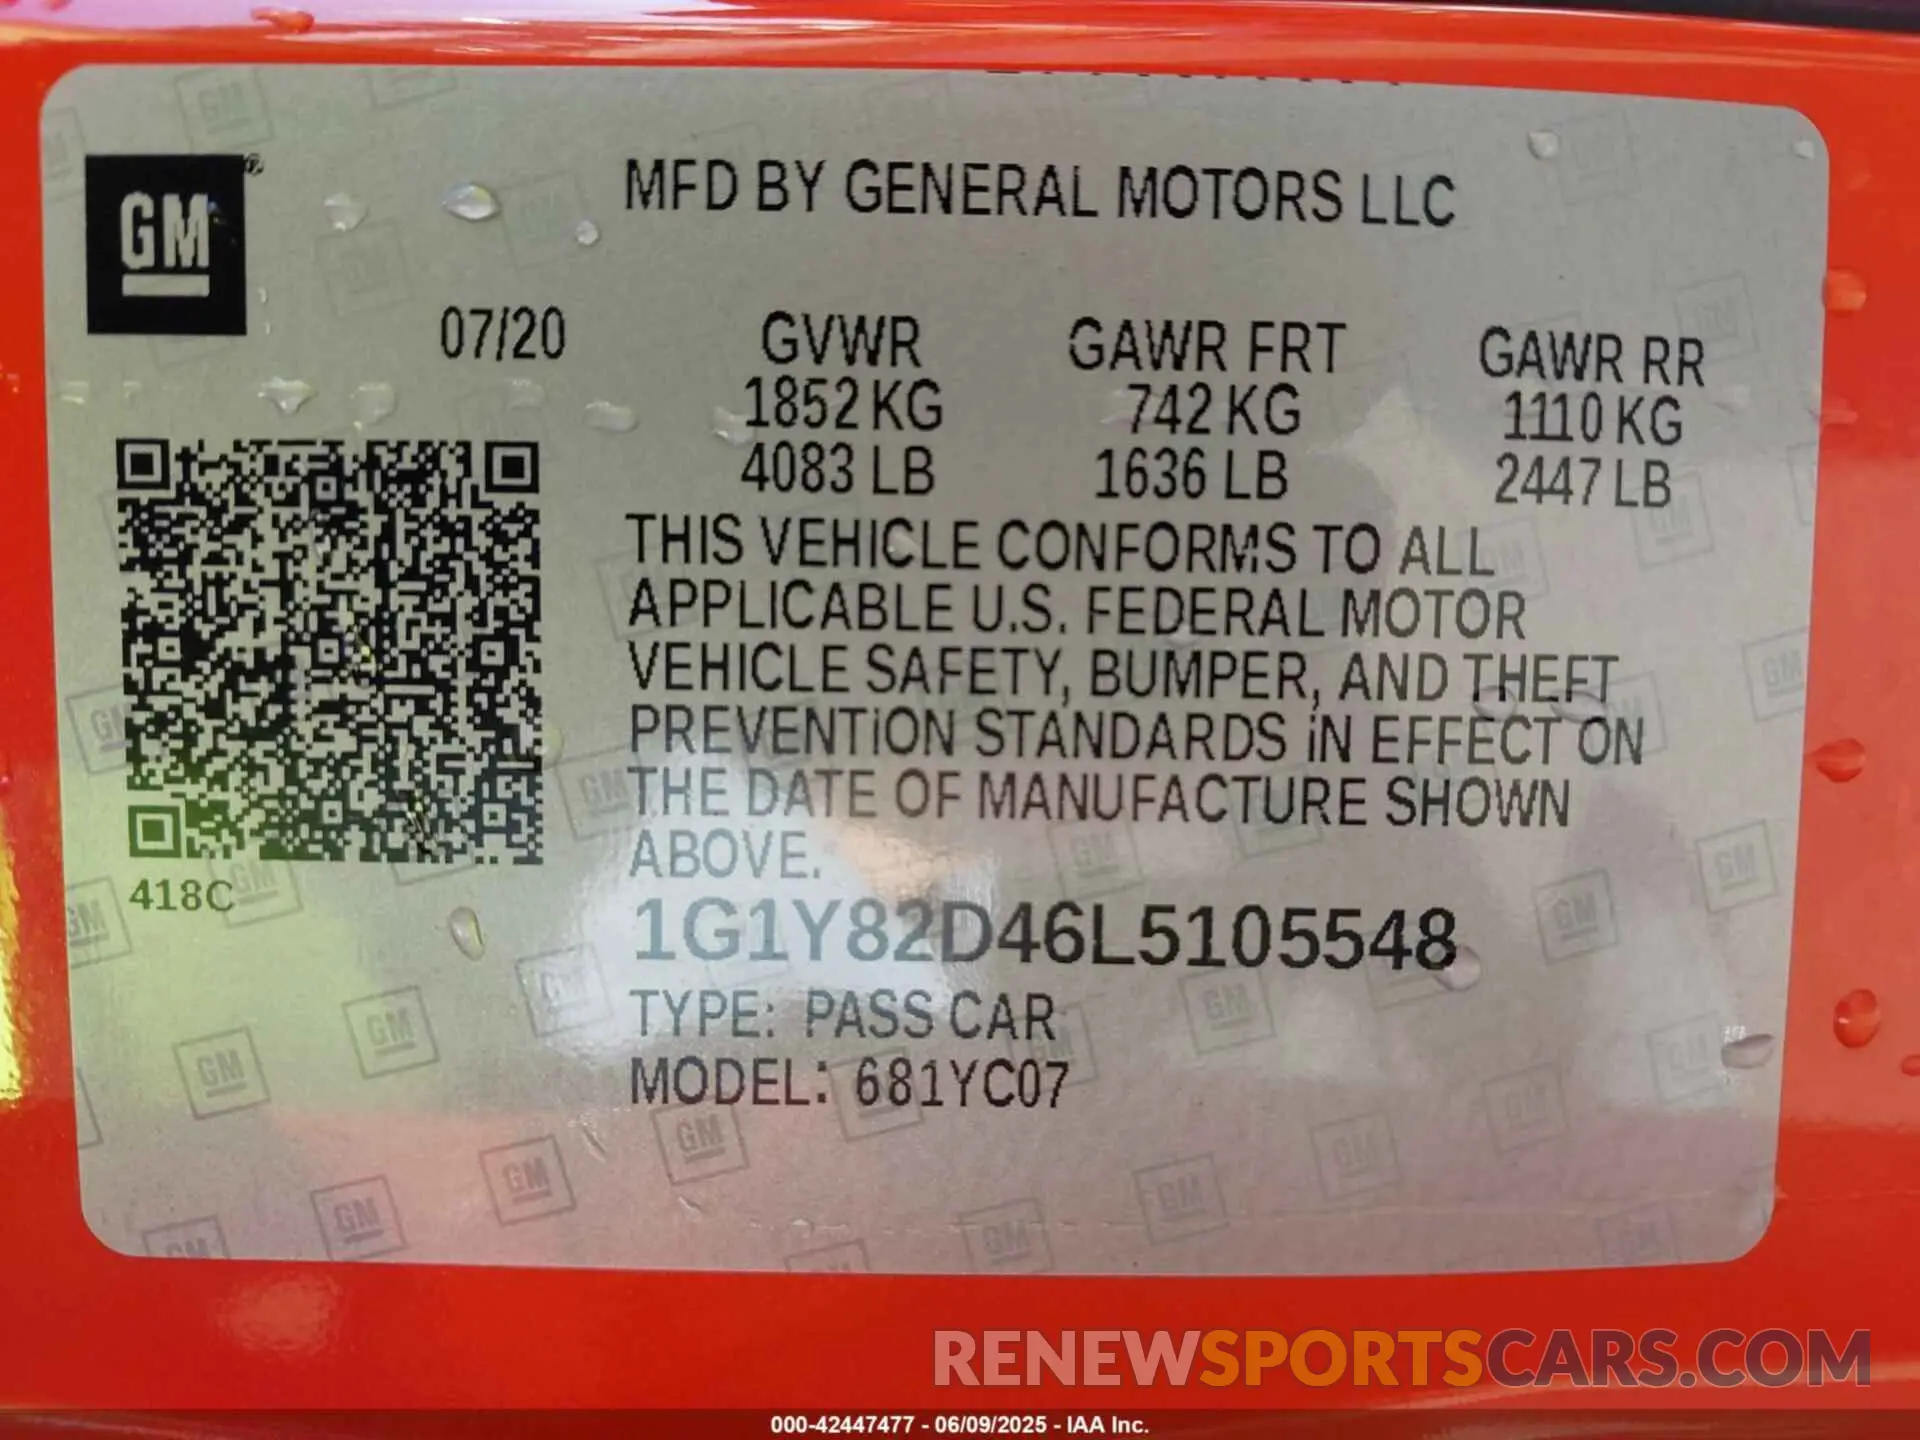 MFD BY GENERAL MOTORS LLC
GM®
07/20 GVWR GAWR FRT GAWR RR
1852 KG 742 KG 1110 KG
4083 LB 1636 LB 2447 LB
THIS VEHICLE CONFORMS TO ALL
APPLICABLE U.S. FEDERAL MOTOR
VEHICLE SAFETY, BUMPER, AND THEFT
PREVENTION STANDARDS IN EFFECT ON
THE DATE OF MANUFACTURE SHOWN
ABOVE.
418C
1G1Y82D46L5105548
TYPE: PASS CAR
MODEL: 681YC07
RENEWSPORTSCARS.COM
000-42447477 - 06/09/2025 - IAA Inc.